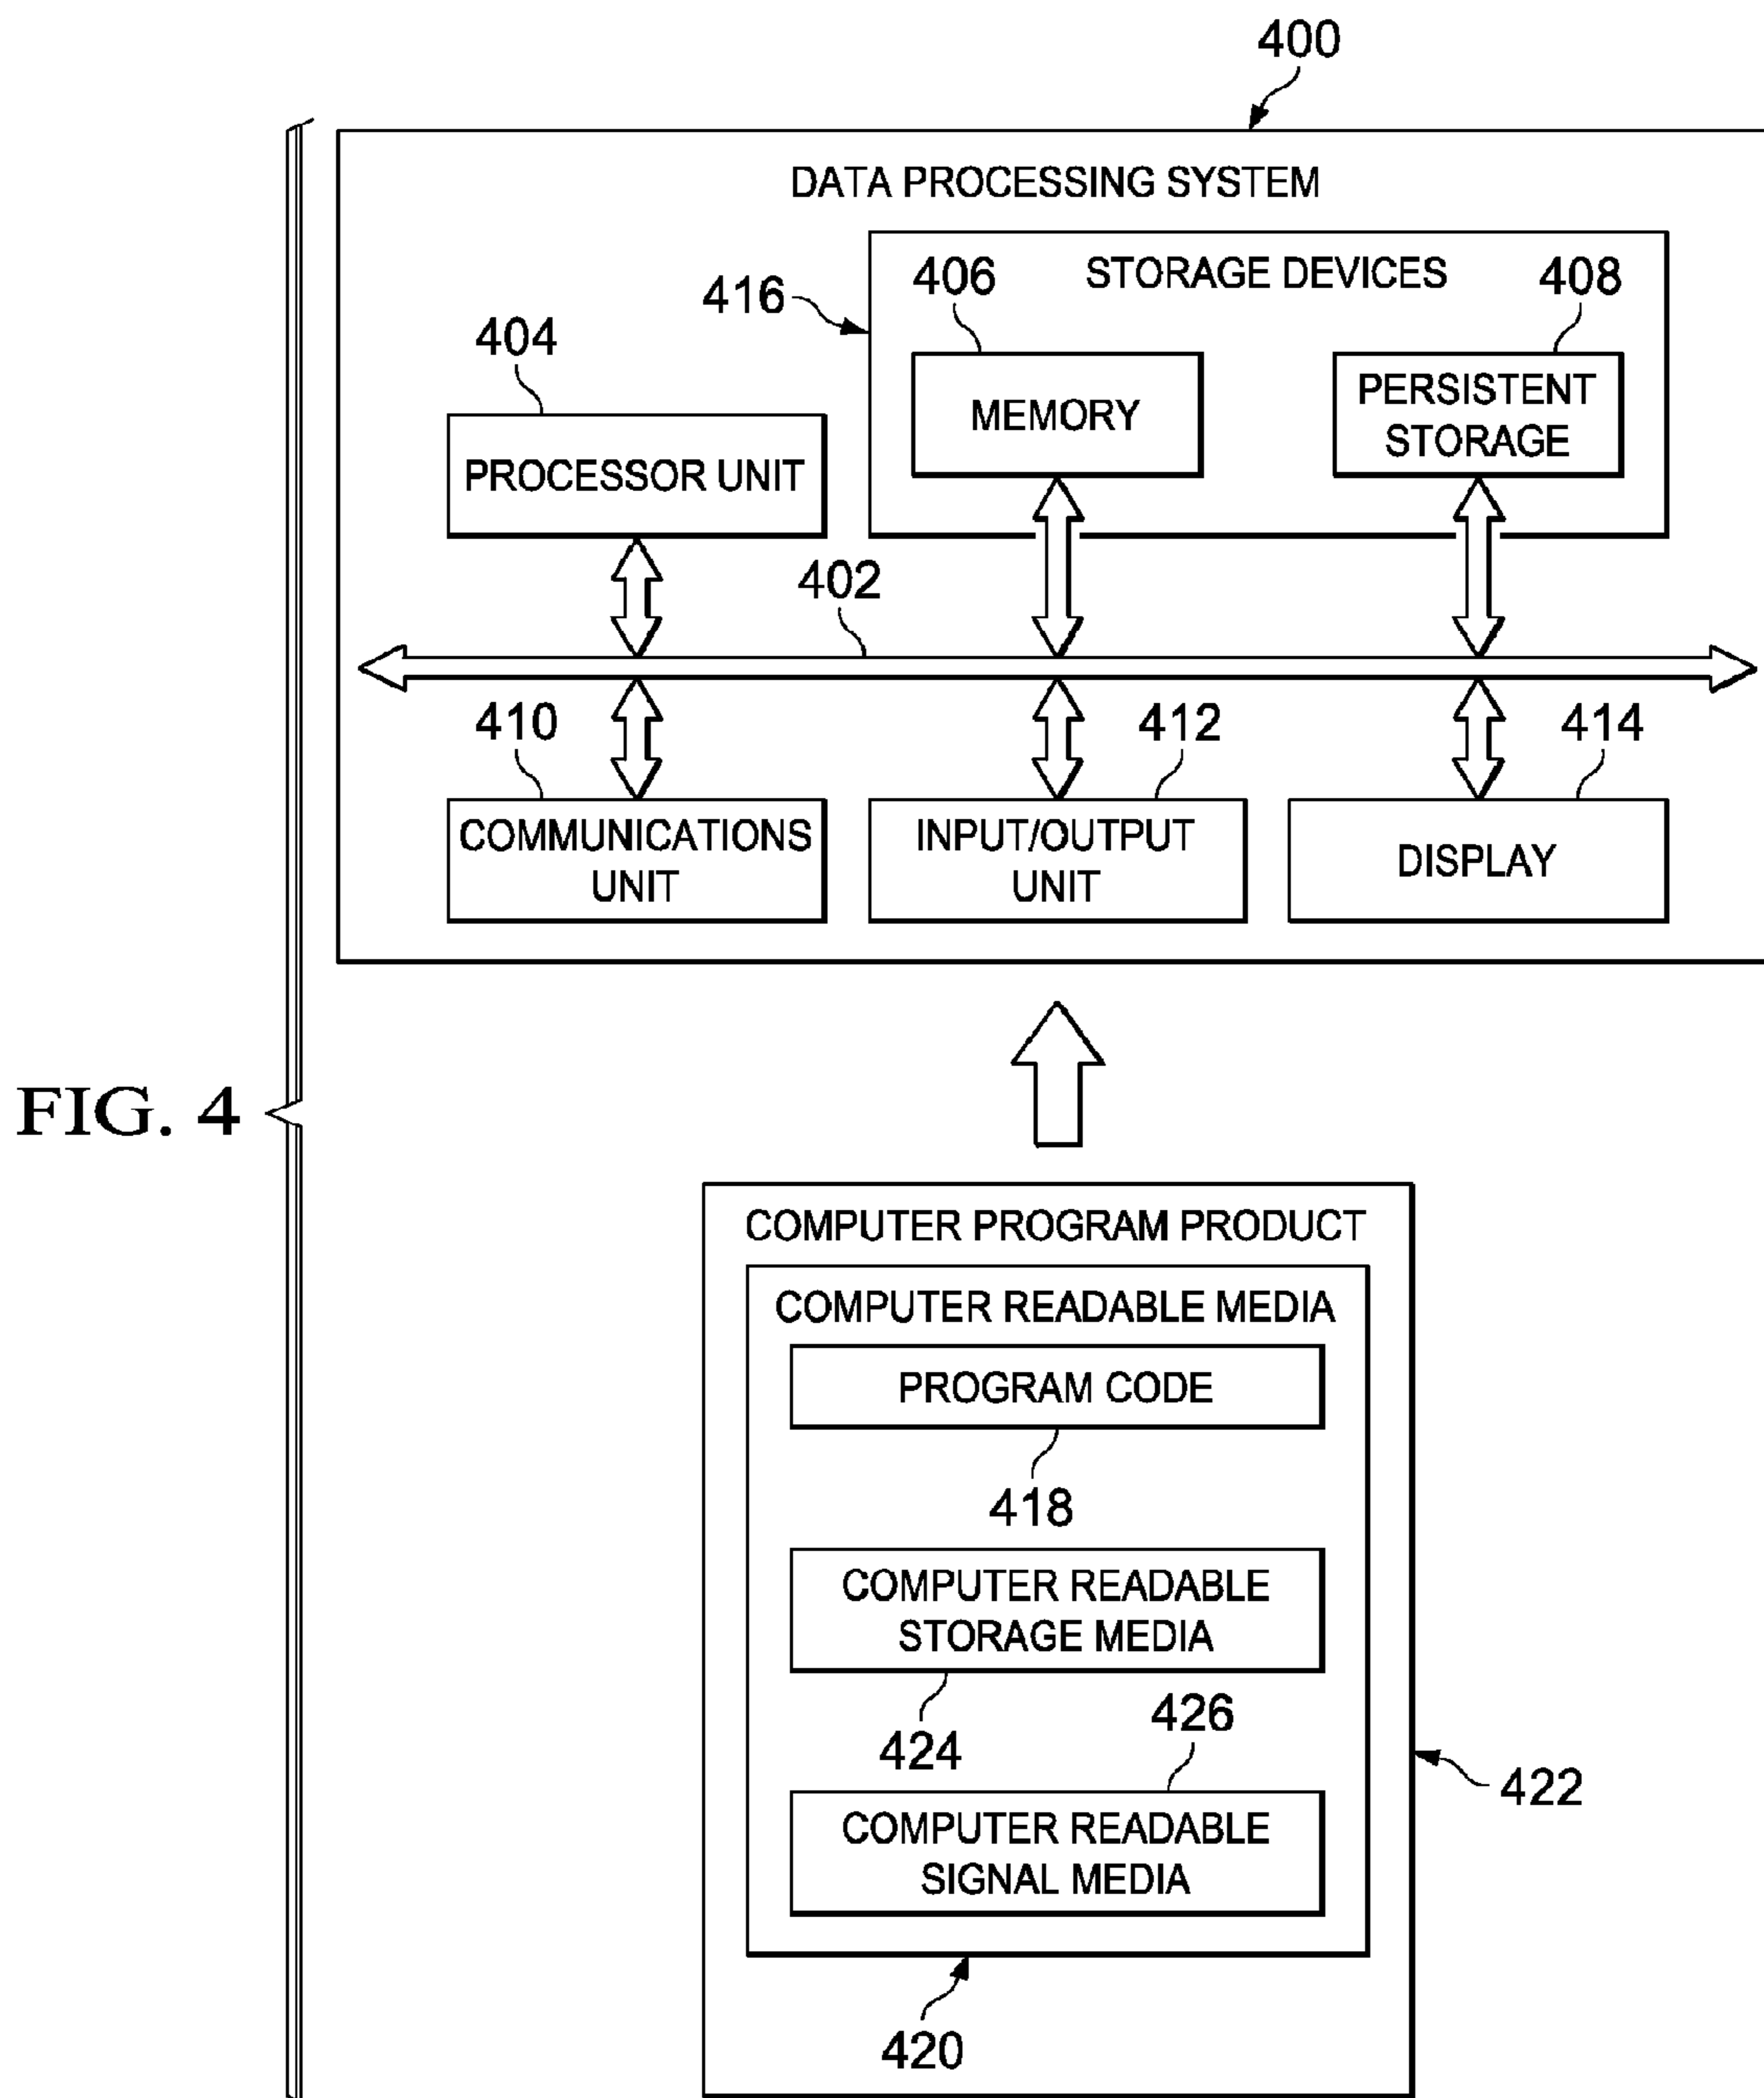 400
DATA PROCESSING SYSTEM
416
406
STORAGE DEVICES
408
404
MEMORY
PERSISTENT
STORAGE
PROCESSOR UNIT
402
410
412
414
COMMUNICATIONS
UNIT
INPUT/OUTPUT
UNIT
DISPLAY
FIG. 4
COMPUTER PROGRAM PRODUCT
COMPUTER READABLE MEDIA
PROGRAM CODE
418
COMPUTER READABLE
STORAGE MEDIA
424
426
422
COMPUTER READABLE
SIGNAL MEDIA
420